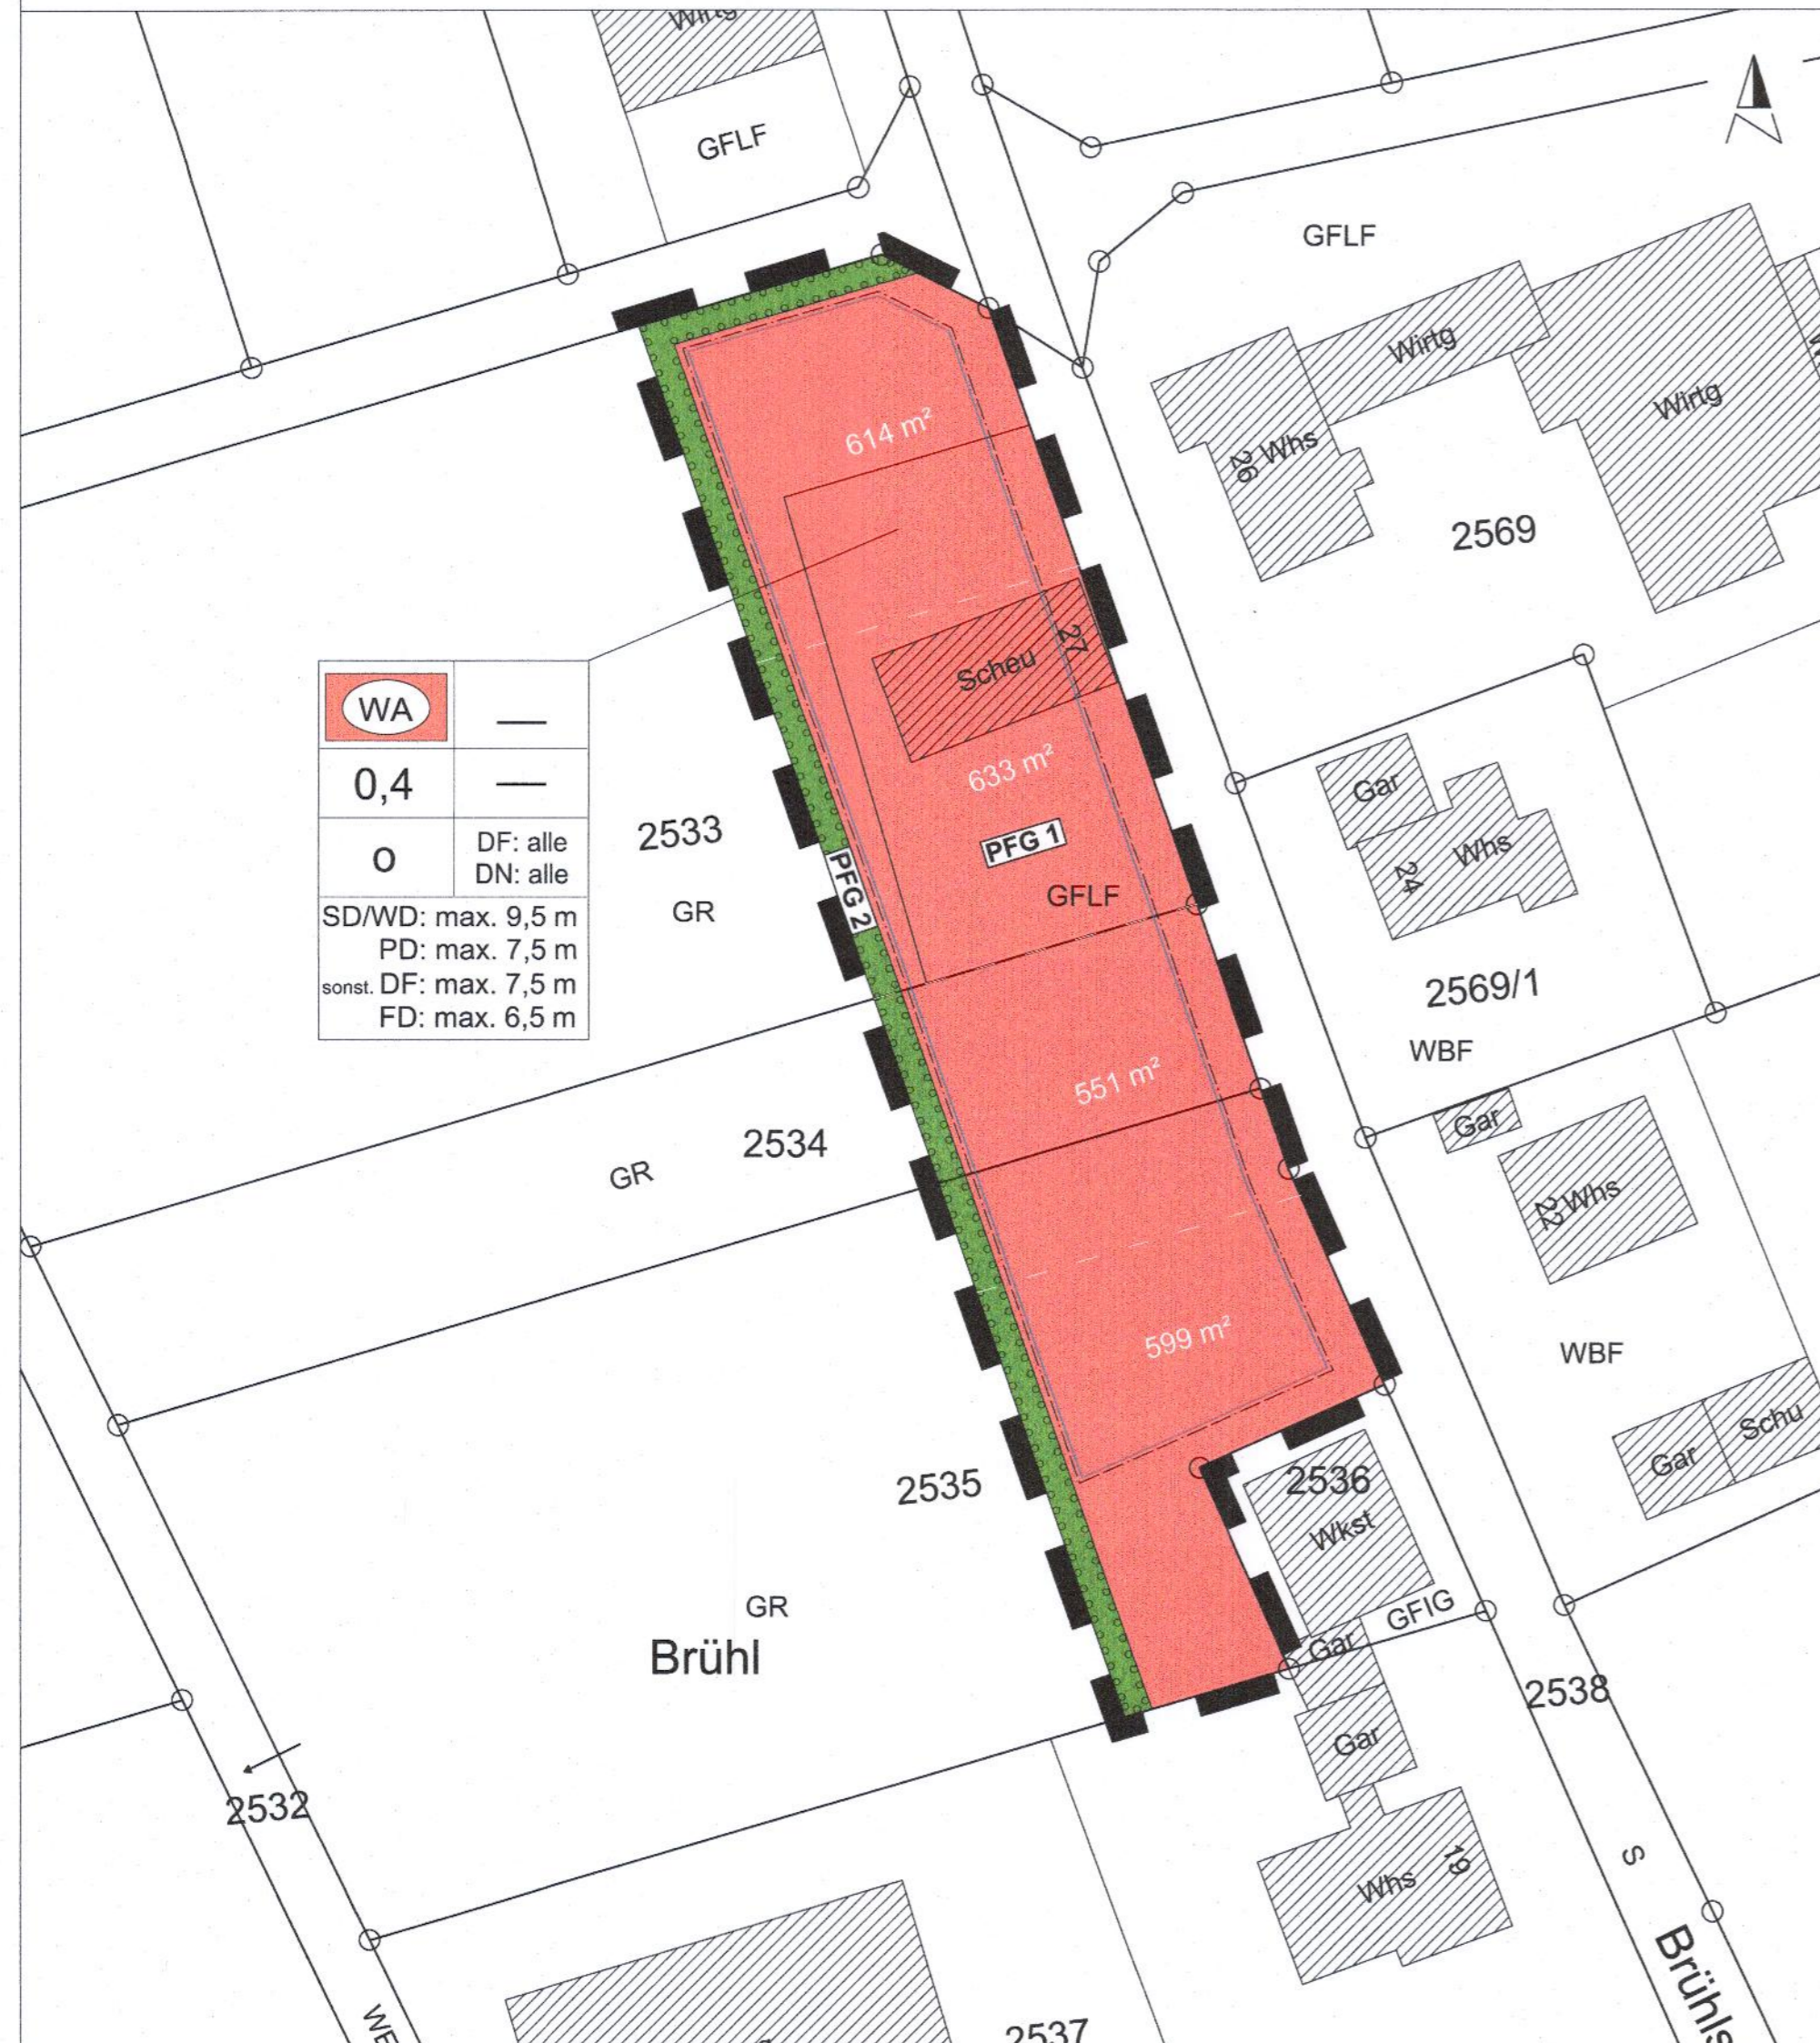 Wirtg
GFLF
GFLF
Wirtg
Wirtg
26 Whs
2569
614 m²
27
Scheu
WA —
0,4 —
o DF: alle
DN: alle
SD/WD: max. 9,5 m
PD: max. 7,5 m
sonst. DF: max. 7,5 m
FD: max. 6,5 m
2533
GR
633 m²
PFG 1
PFG 2
GFLF
Gar
Whs
24
2569/1
WBF
551 m²
Gar
2534
GR
22 Whs
599 m²
WBF
Schu
Gar
2535
2536
Wkst
GR
Brühl
GFIG
Gar
2538
Gar
2532
Whs 19
S
2537